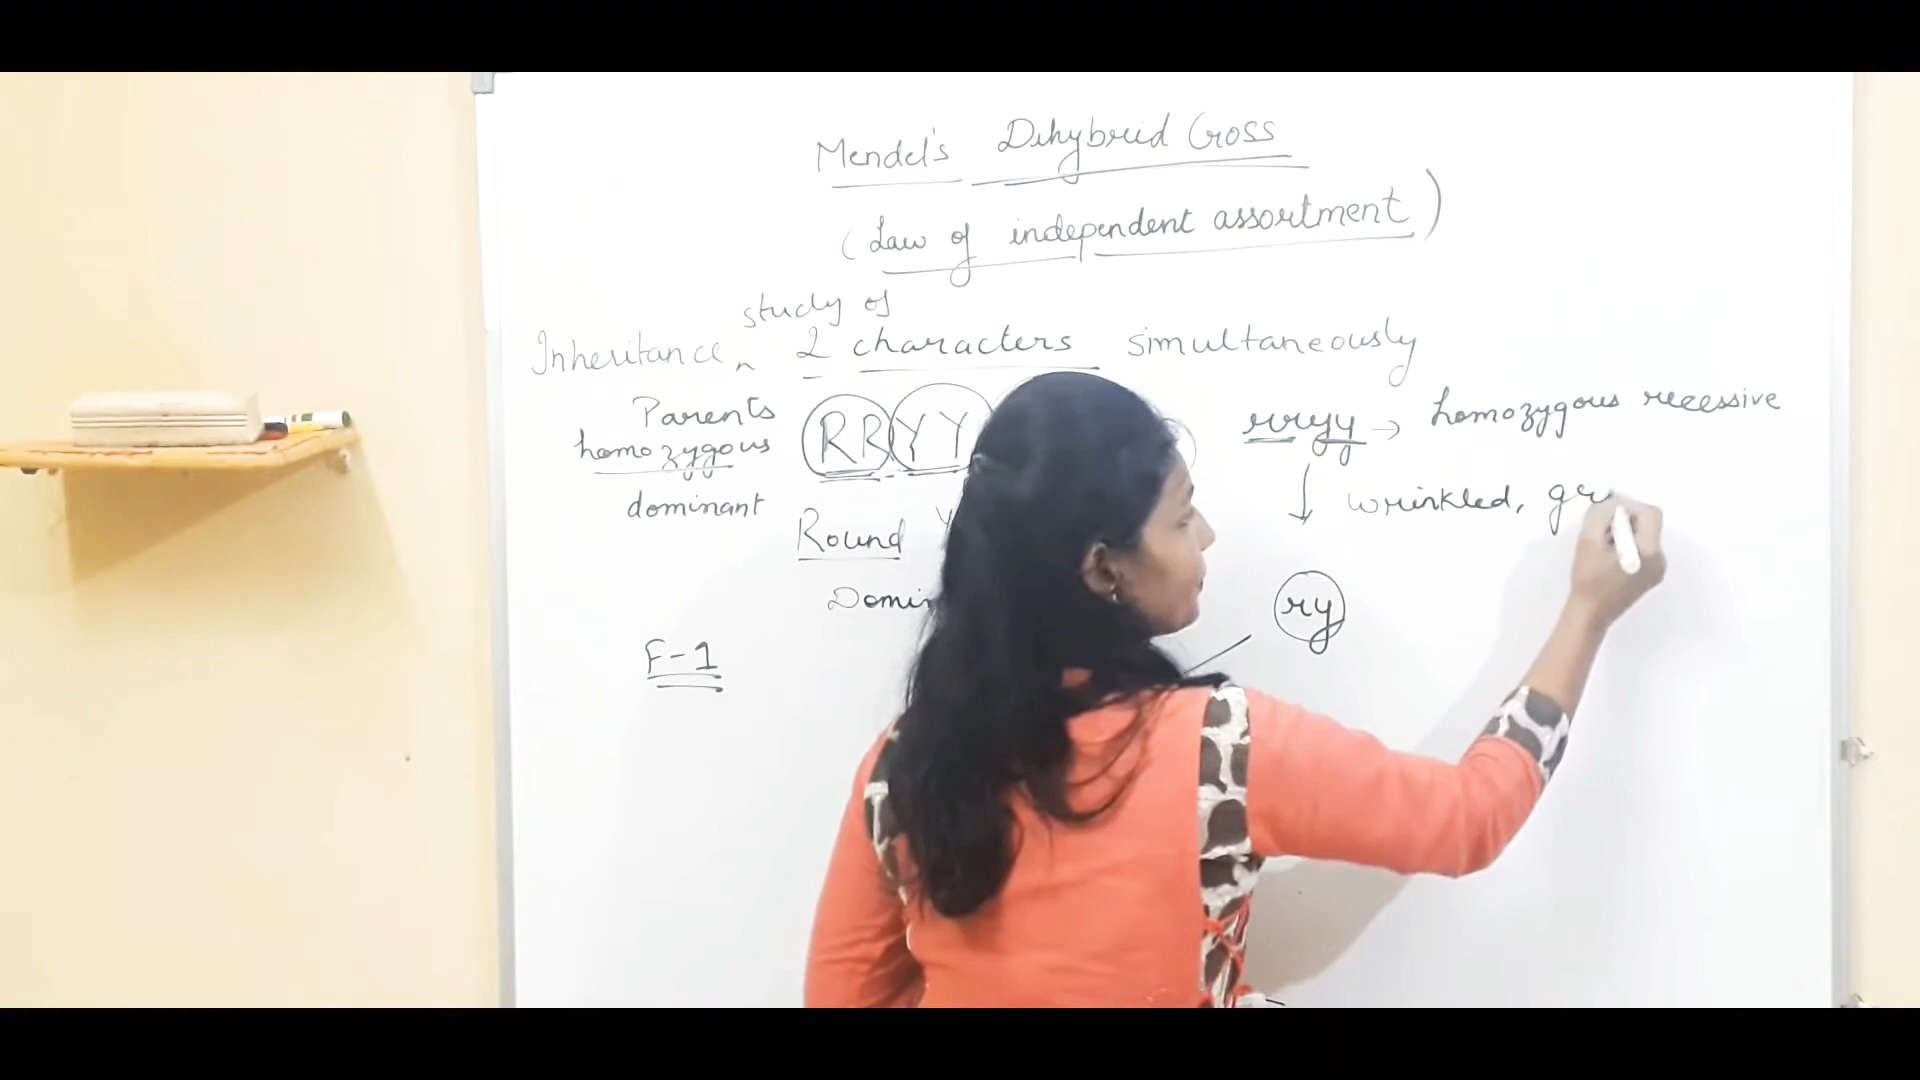 Mendel's Dihybrid Cross
(Law of independent assortment)
study of
Inheritance ^ 2 characters simultaneously
Parents RRYY rryy → homozygous recessive
homozygous
dominant
Round Y
wrinkled, gr
Domin
ry
F-1